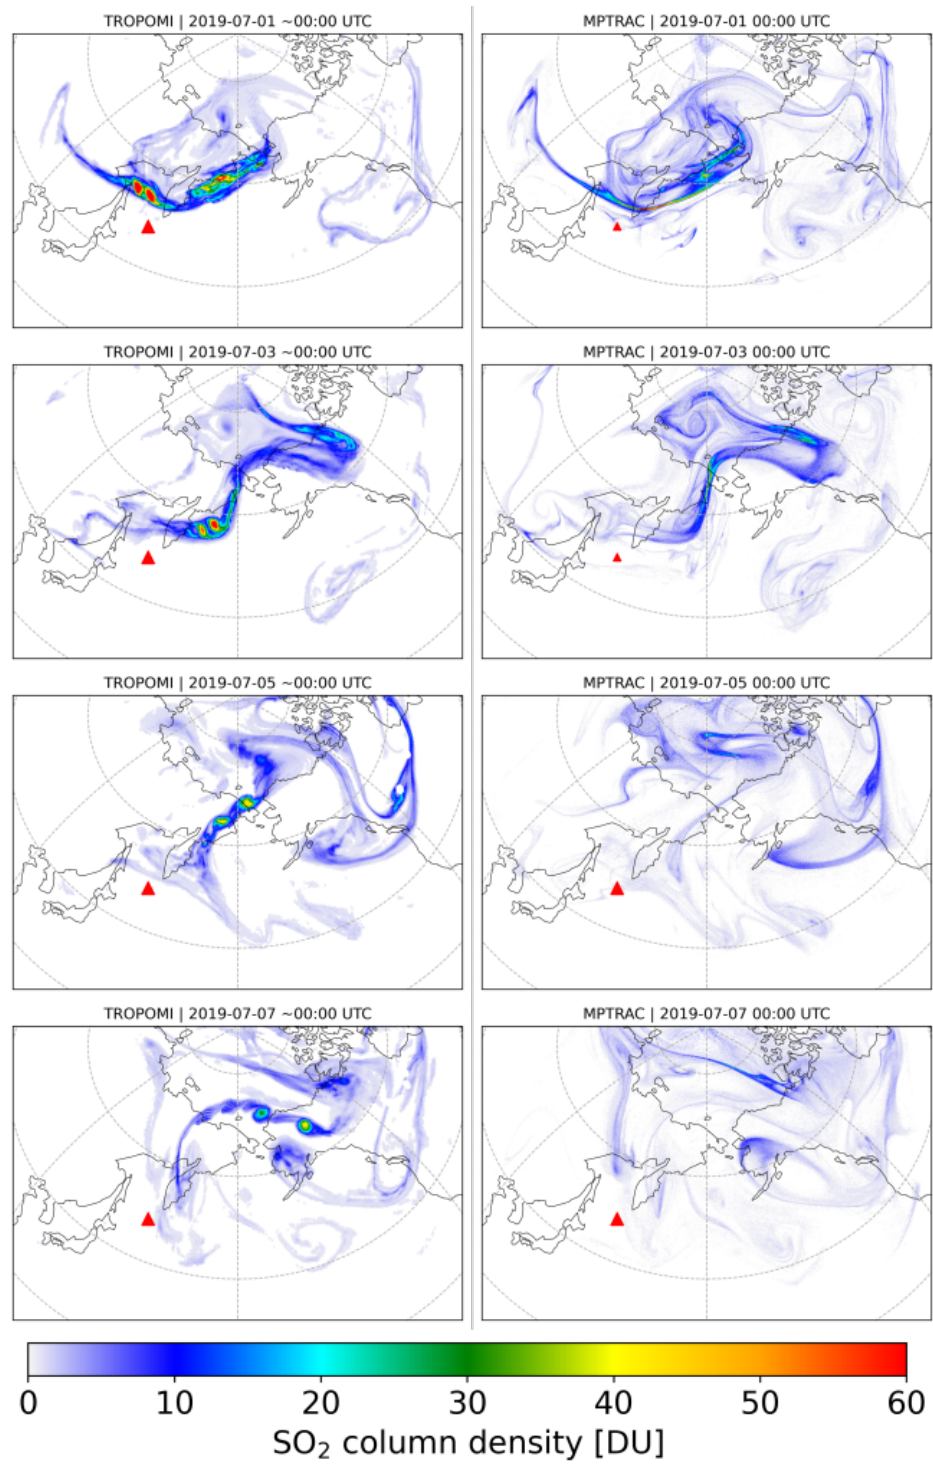 TROPOMI | 2019-07-01 ~00:00 UTC
MPTRAC | 2019-07-01 00:00 UTC
TROPOMI | 2019-07-03 ~00:00 UTC
MPTRAC | 2019-07-03 00:00 UTC
TROPOMI | 2019-07-05 ~00:00 UTC
MPTRAC | 2019-07-05 00:00 UTC
TROPOMI | 2019-07-07 ~00:00 UTC
MPTRAC | 2019-07-07 00:00 UTC
0 10 20 30 40 50 60
SO₂ column density [DU]